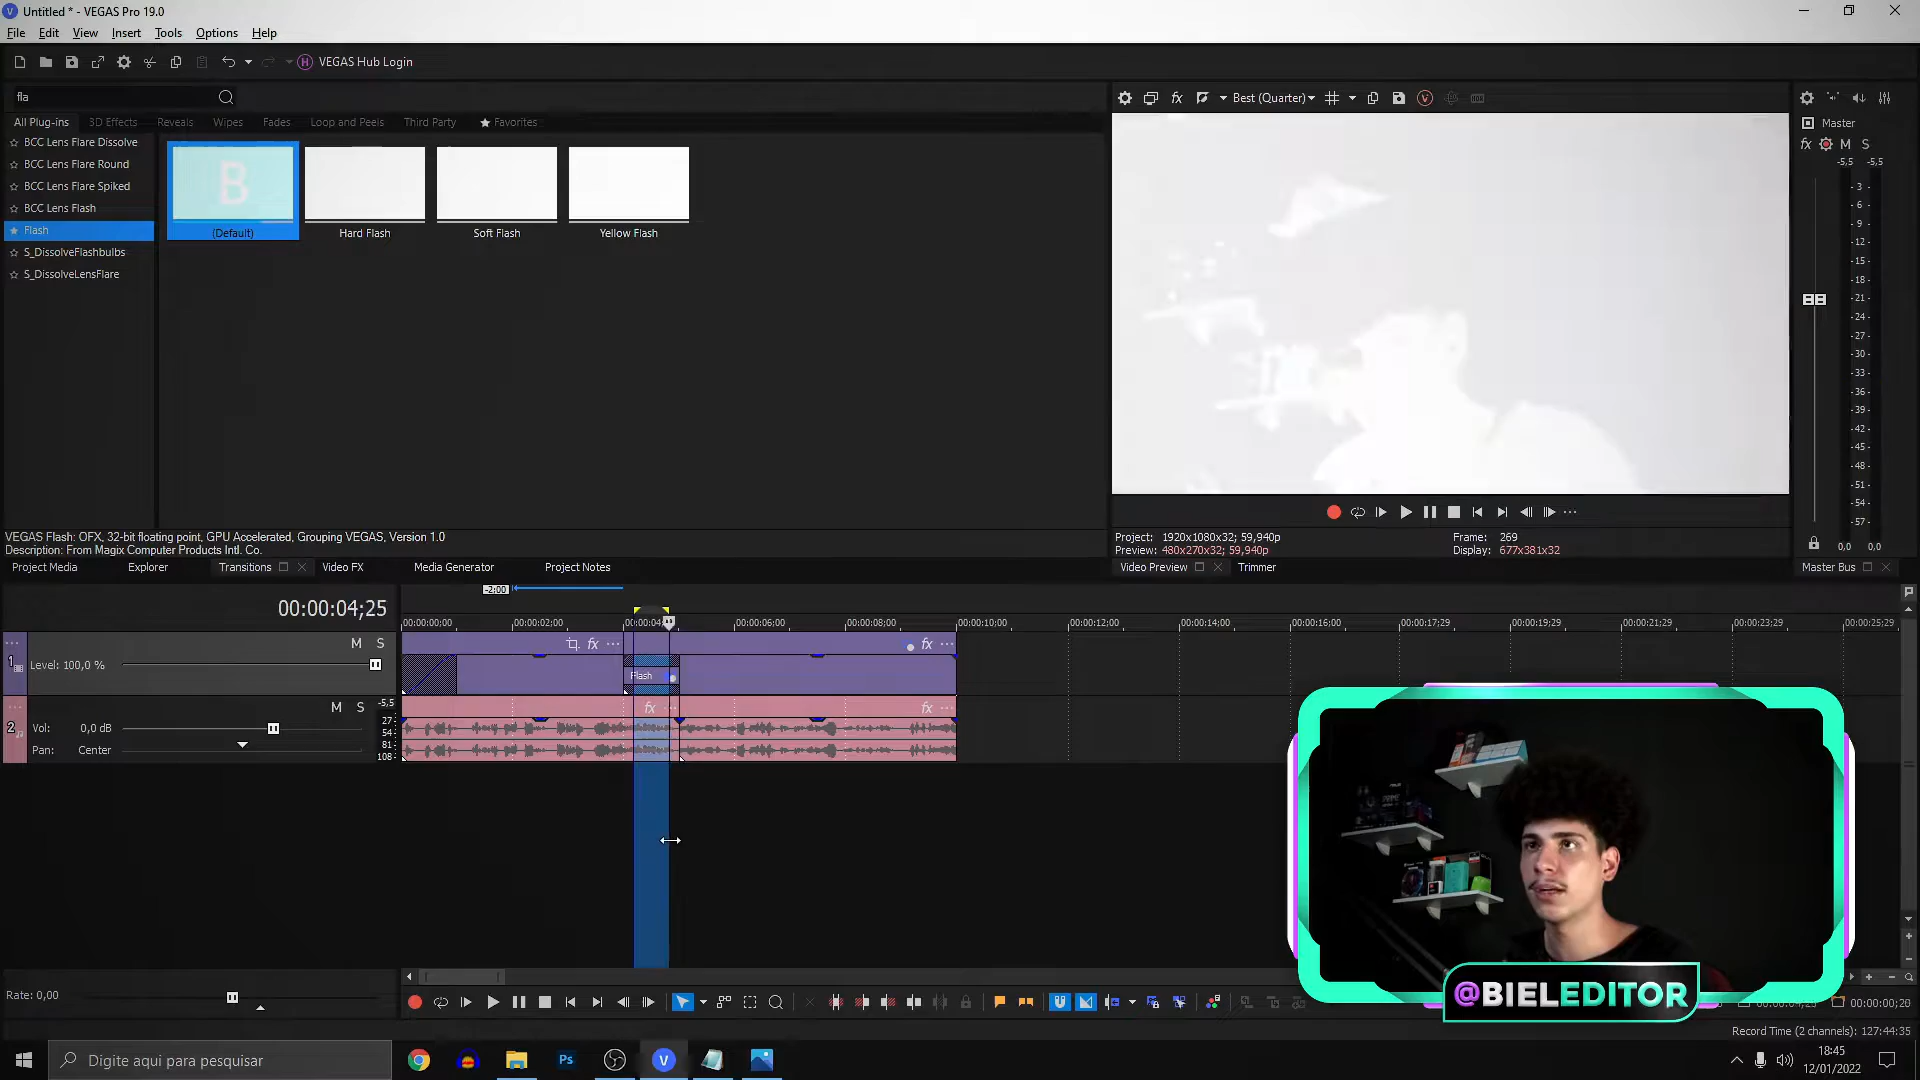 Untitled * - VEGAS Pro 19.0
File Edit View Insert Tools Options Help
VEGAS Hub Login
fla
All Plug-ins 3D Effects Reveals Wipes Fades Loop and Peels Third Party Favorites
BCC Lens Flare Dissolve
BCC Lens Flare Round
BCC Lens Flare Spiked
BCC Lens Flash
Flash
S_DissolveFlashbulbs
S_DissolveLensFlare
B
(Default) Hard Flash Soft Flash Yellow Flash
Best (Quarter)
Master
fx M S
-5,5 -5,5
3
6
9
12
15
18
21
24
27
30
33
36
39
42
45
48
51
54
57
0,0 0,0
VEGAS Flash: OFX, 32-bit floating point, GPU Accelerated, Grouping VEGAS, Version 1.0
Description: From Magix Computer Products Intl. Co.
Project: 1920x1080x32; 59,940p
Preview: 480x270x32; 59,940p
Frame: 269
Display: 677x381x32
Project Media Explorer Transitions Video FX Media Generator Project Notes
Video Preview Trimmer
Master Bus
-2:00
00:00:04;25
00:00:00;00 00:00:02;00 00:00:04 00:00:06;00 00:00:08;00 00:00:10;00 00:00:12;00 00:00:14;00 00:00:16;00 00:00:17;29 00:00:19;29 00:00:21;29 00:00:23;29 00:00:25;29
1
M S
Level: 100,0 %
fx
fx
Flash
2
M S
-5,5
27
54
81
108
Vol: 0,0 dB
Pan: Center
fx
fx
Rate: 0,00
@BIELEDITOR
00:00:00;20
Record Time (2 channels): 127:44:35
Digite aqui para pesquisar
Ps
V
18:45
12/01/2022